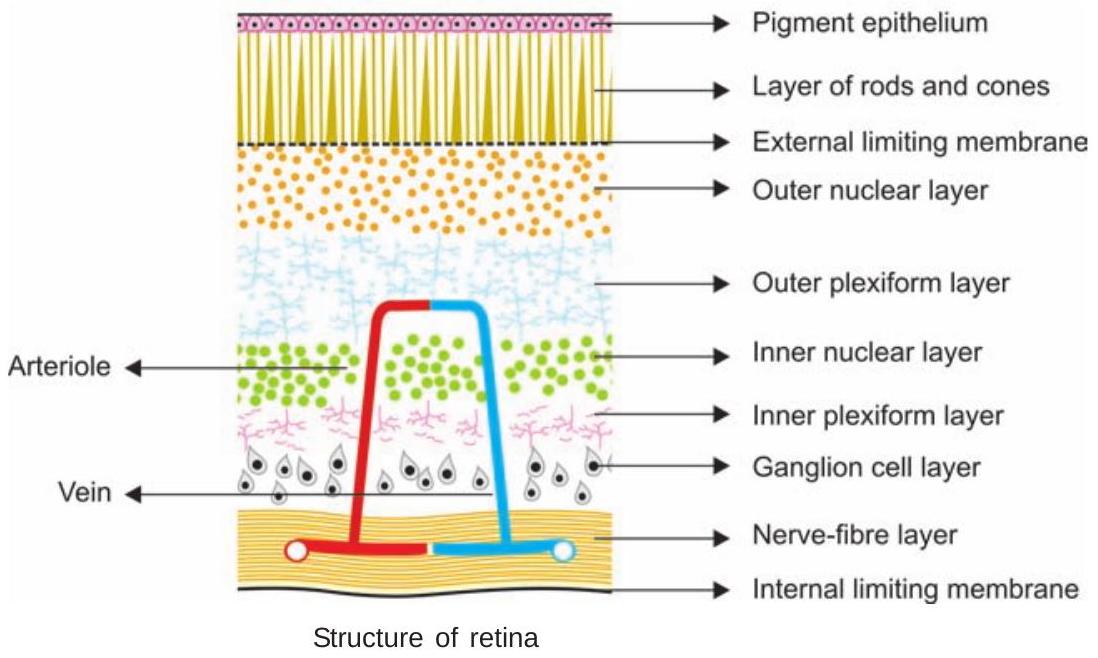 Pigment epithelium
Layer of rods and cones
External limiting membrane
Outer nuclear layer
Outer plexiform layer
Inner nuclear layer
Arteriole
Inner plexiform layer
Ganglion cell layer
Vein
Nerve-fibre layer
Internal limiting membrane
Structure of retina